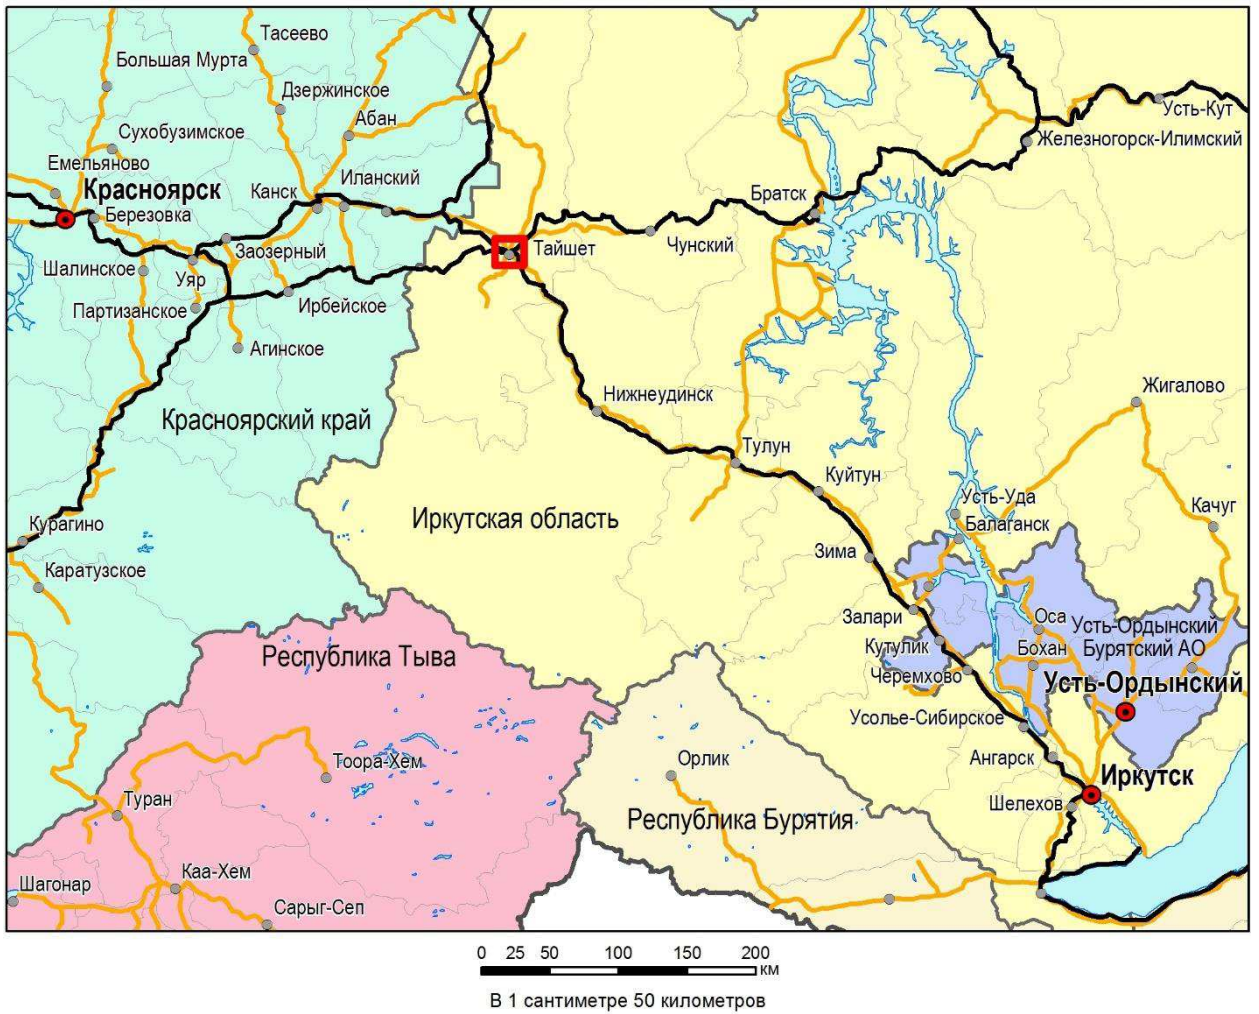 Тасеево
Большая Мурта
Дзержинское
Абан
Усть-Кут
Сухобузимское
Железногорск-Илимский
Емельяново
Красноярск
Канск
Иланский
Братск
Березовка
Заозерный
Тайшет
Чунский
Шалинское
Уяр
Партизанское
Ирбейское
Агинское
Нижнеудинск
Жигалово
Красноярский край
Тулун
Куйтун
Усть-Уда
Качуг
Иркутская область
Балаганск
Курагино
Зима
Каратузское
Залари
Оса
Усть-Ордынский
Бурятский АО
Кутулик
Бохан
Республика Тыва
Черемхово
Усть-Ордынский
Усолье-Сибирское
Тоора-Хем
Орлик
Ангарск
Иркутск
Туран
Шелехов
Республика Бурятия
Каа-Хем
Шагонар
Сарыг-Сеп
0 25 50 100 150 200
КМ
В 1 сантиметре 50 километров